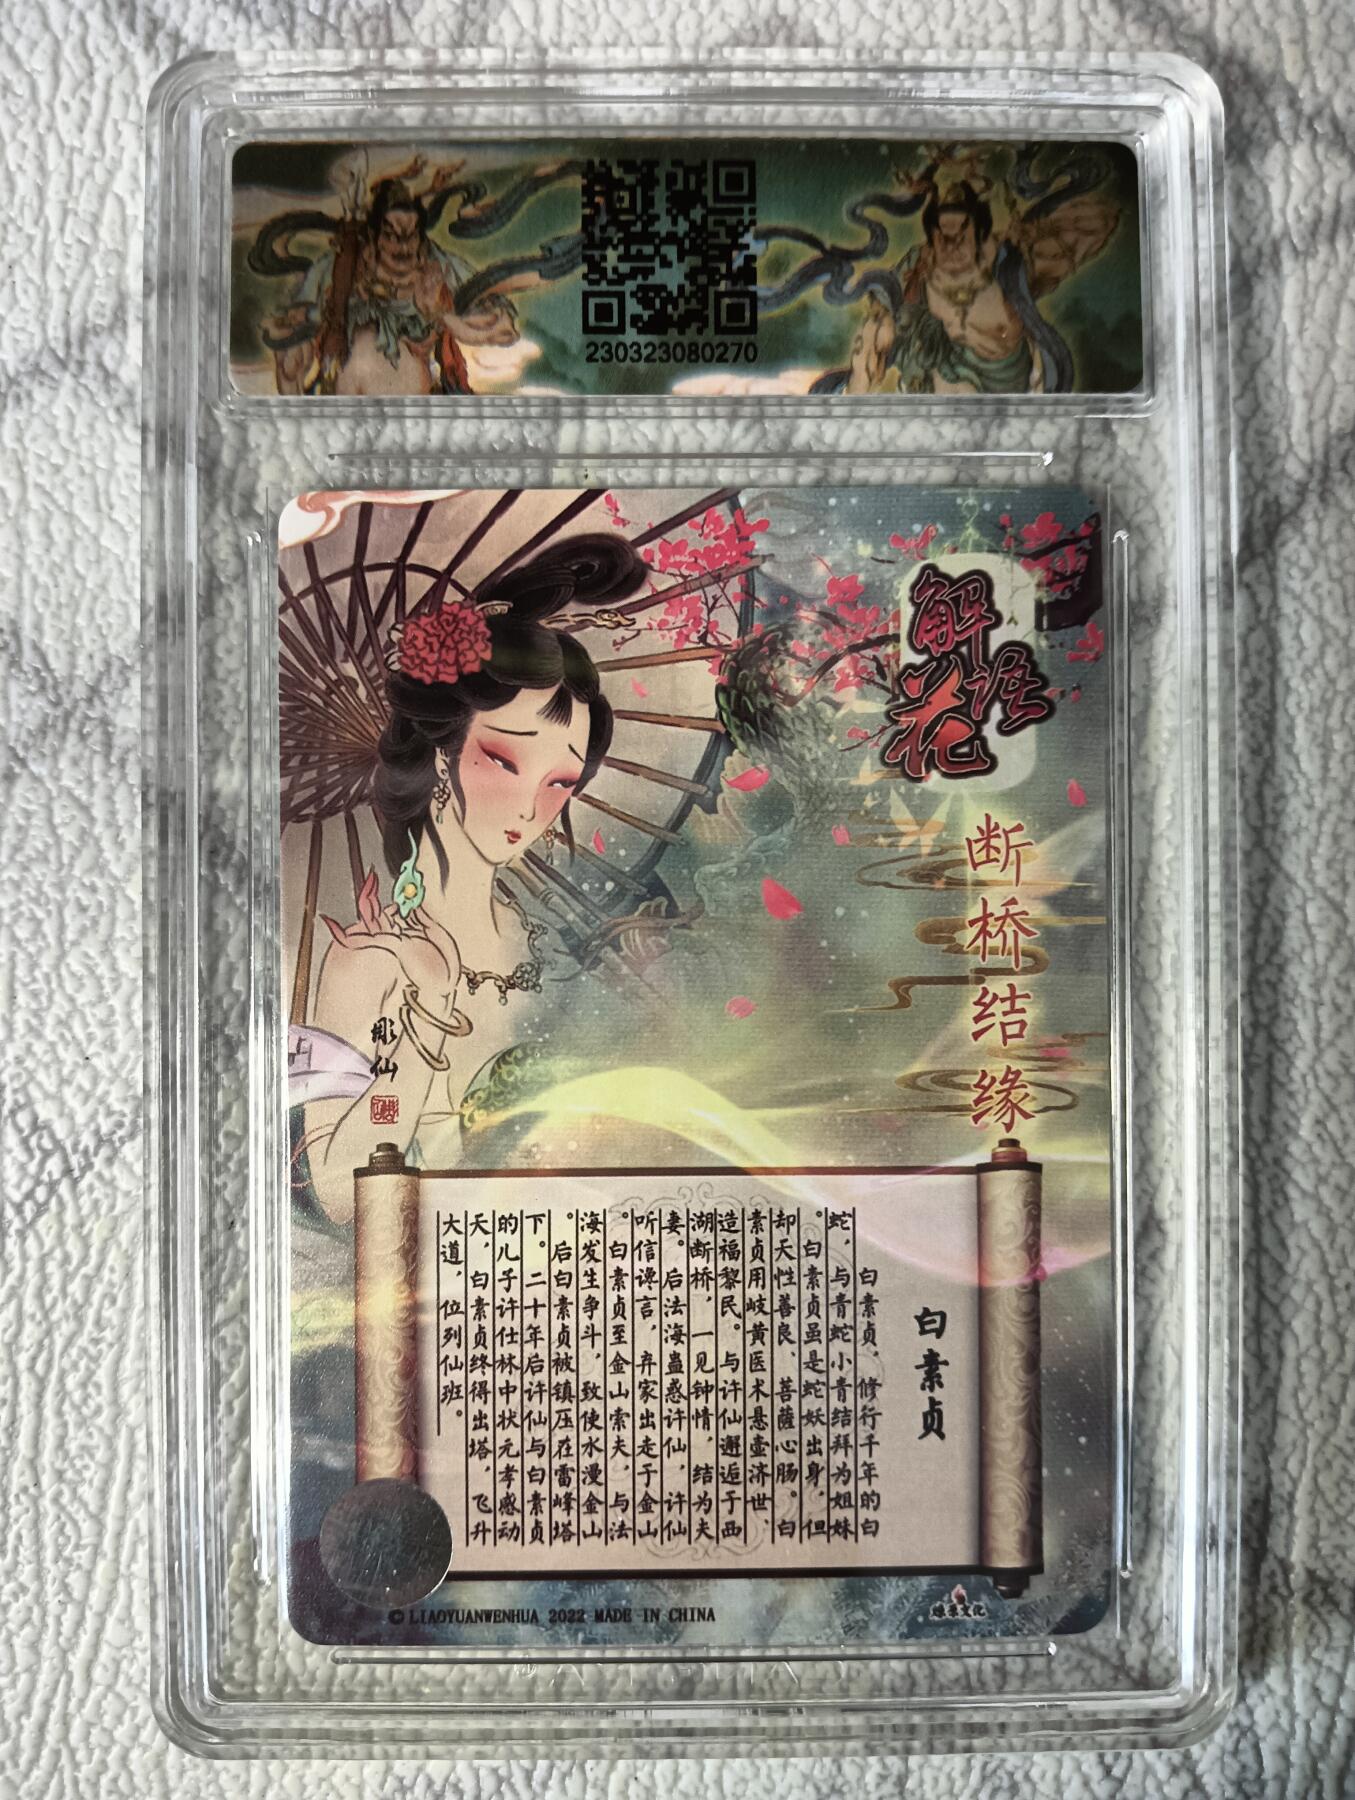 230323080270
解语花
断桥结缘
彫仙
白素贞
白素贞，修行千年的白
蛇，与青蛇小青结拜为姐妹
。白素贞虽是蛇妖出身，但
却天性善良、菩薩心肠。白
素贞用岐黄医术悬壶济世、
造福黎民。与许仙邂逅于西
湖断桥，一见钟情，结为夫
妻。后法海蛊惑许仙，许仙
听信谗言，弃家出走于金山
。白素贞至金山索夫，与法
海发生争斗，致使水漫金山
。后白素贞被镇压在雷峰塔
下。二十年后许仙与白素贞
的儿子许仕林中状元孝感动
天，白素贞终得出塔，飞升
大道，位列仙班。
© LIAOYUANWENHUA 2022 MADE IN CHINA
燎原文化